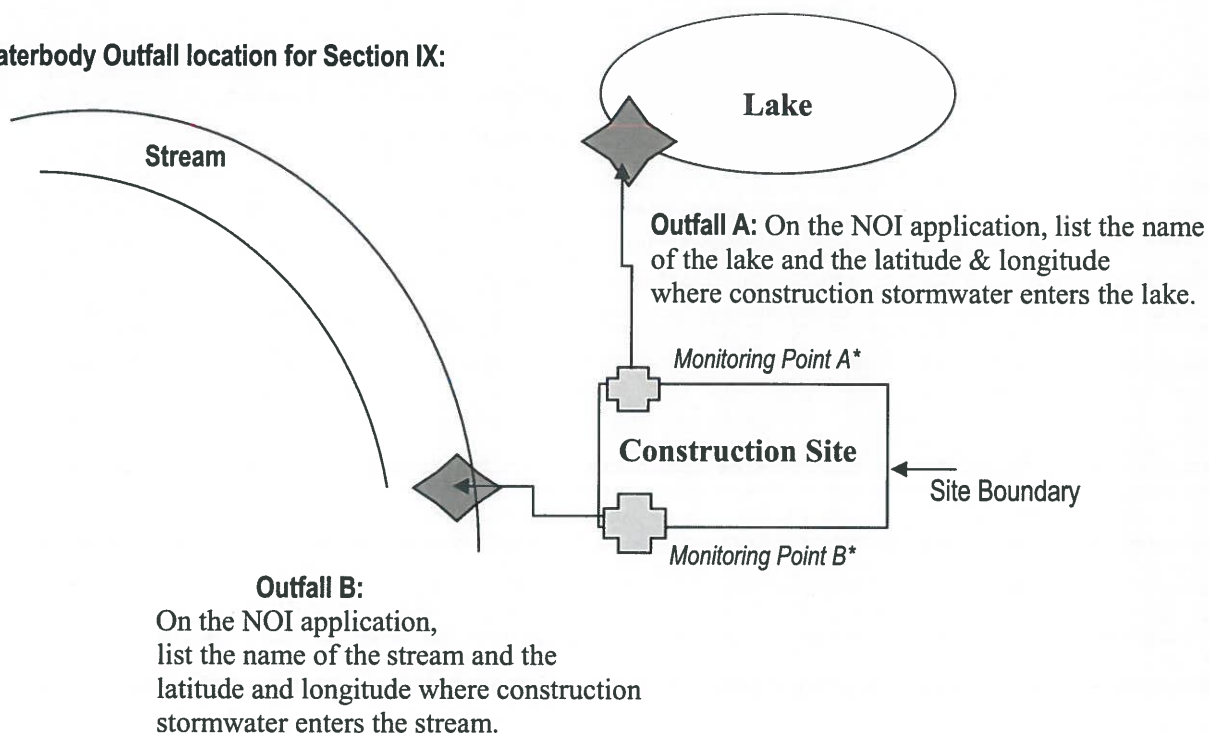 aterbody Outfall location for Section IX:
Lake
Stream
Outfall A: On the NOI application, list the name
of the lake and the latitude & longitude
where construction stormwater enters the lake.
Monitoring Point A*
Construction Site
Site Boundary
Monitoring Point B*
Outfall B:
On the NOI application,
list the name of the stream and the
latitude and longitude where construction
stormwater enters the stream.